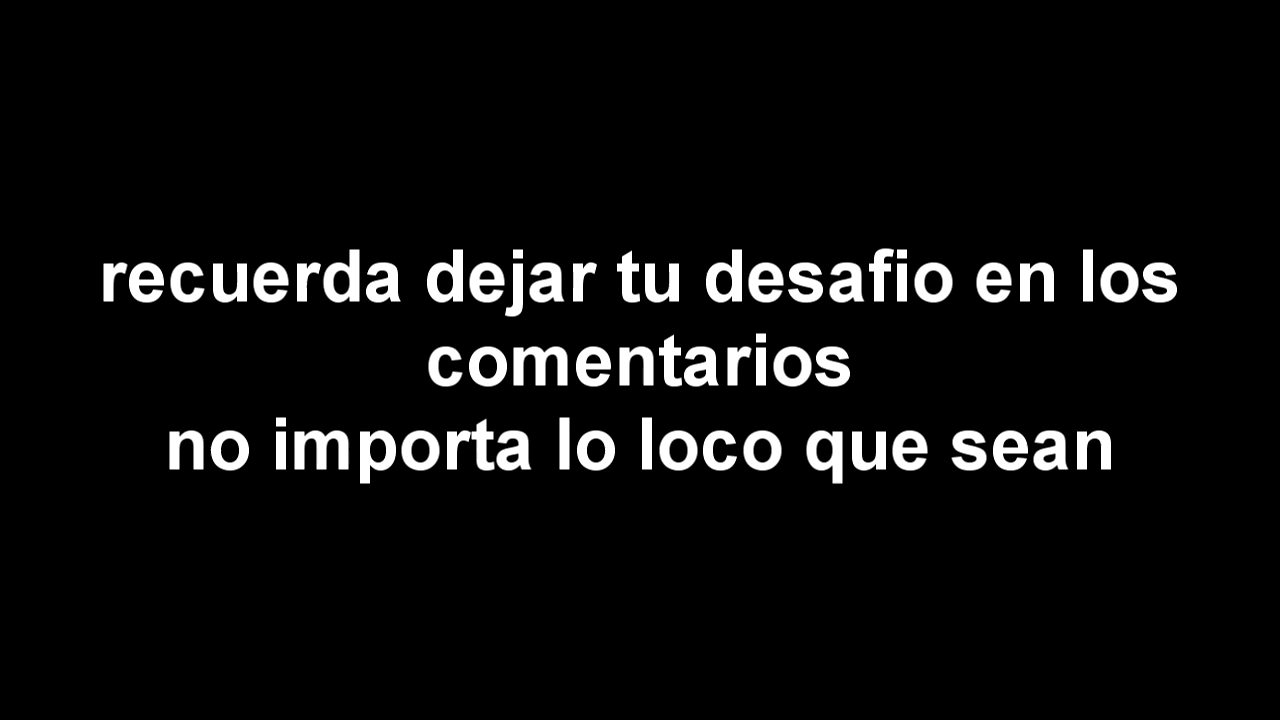 recuerda dejar tu desafio en los
comentarios
no importa lo loco que sean